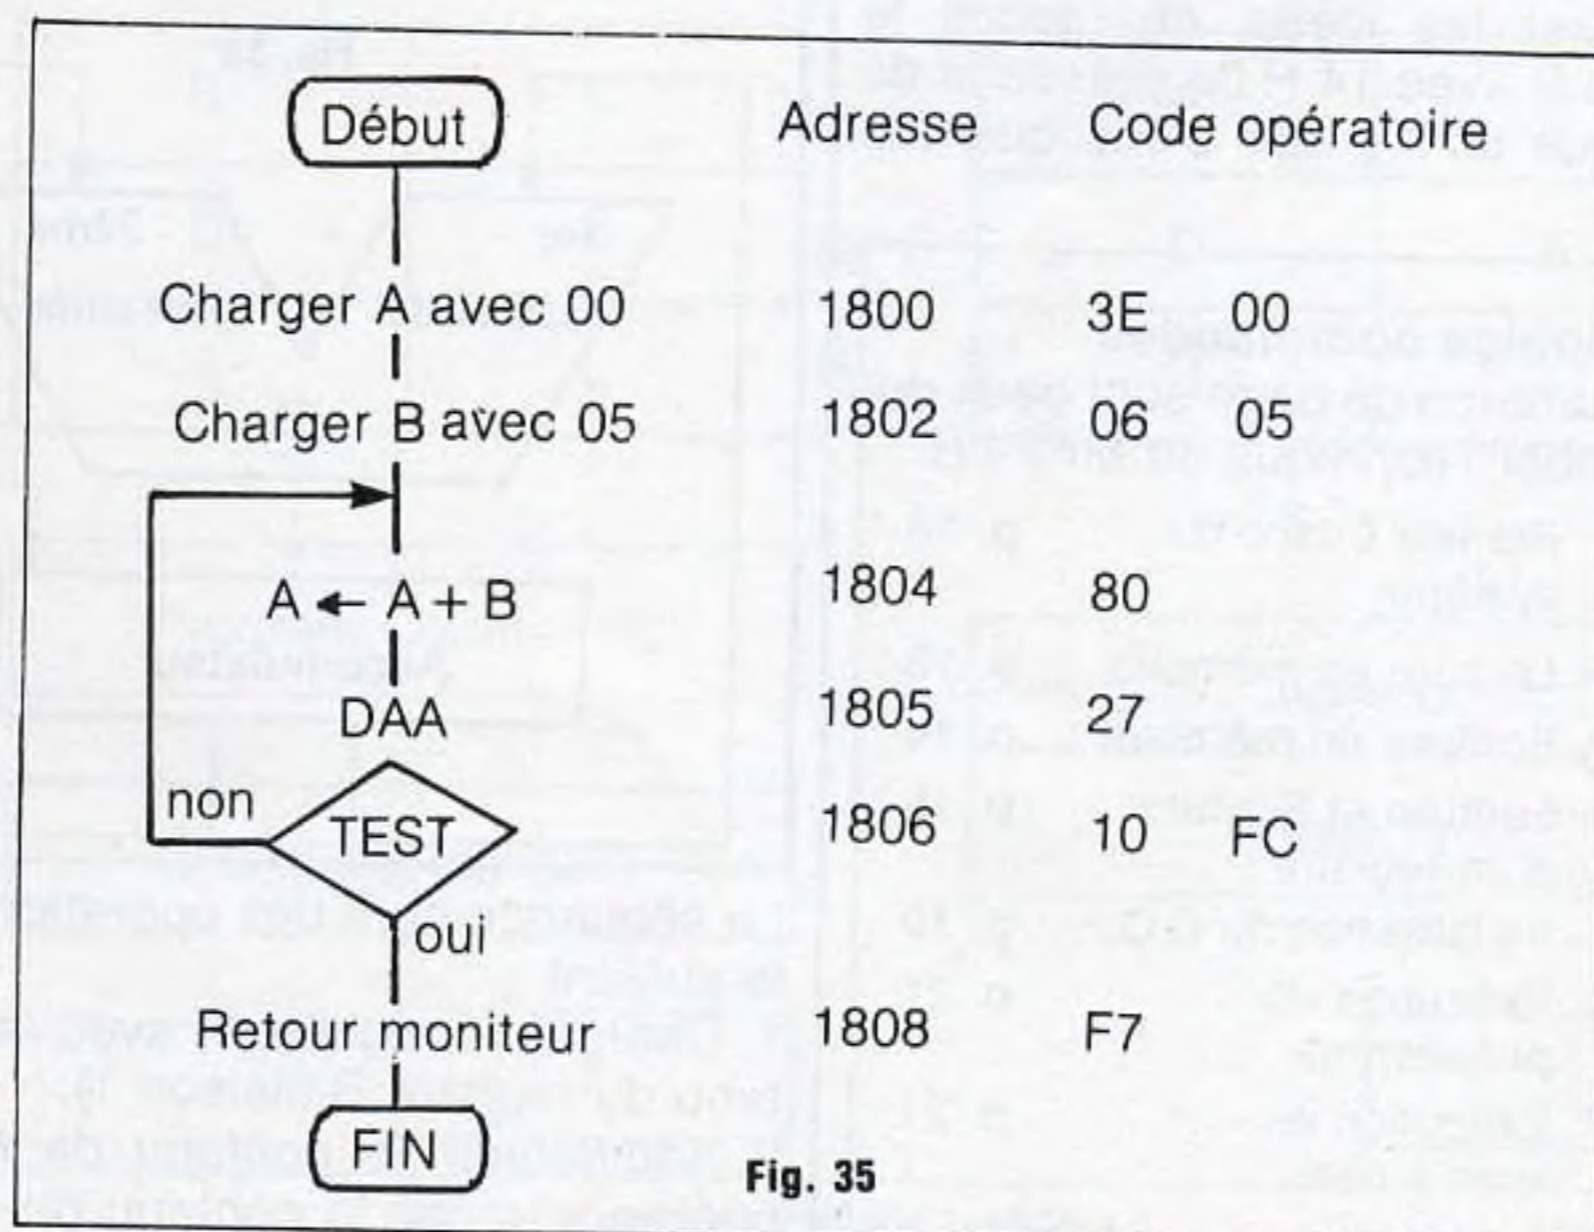 Début Adresse Code opératoire
Charger A avec 00 1800 3E 00
Charger B avec 05 1802 06 05
A ← A + B 1804 80
DAA 1805 27
non TEST 1806 10 FC
oui
Retour moniteur 1808 F7
FIN
Fig. 35